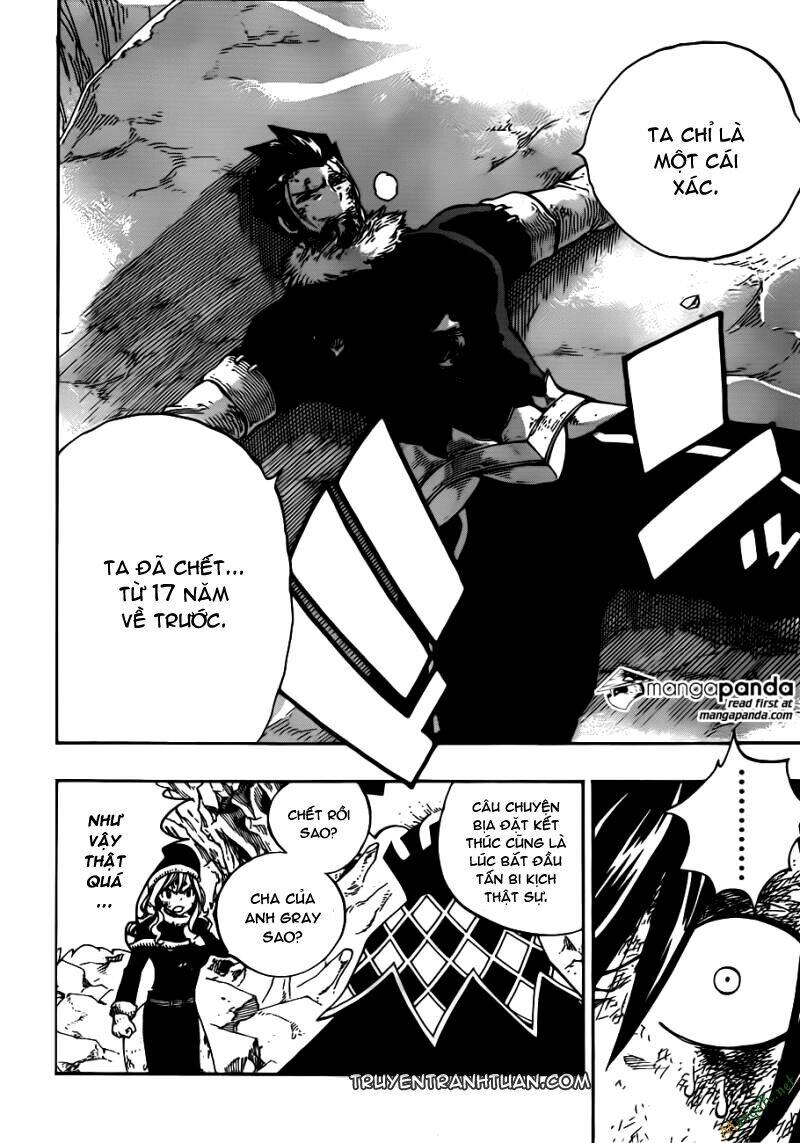 TA CHỈ LÀ
MỘT CÁI
XÁC.
TA ĐÃ CHẾT...
TỪ 17 NĂM
VỀ TRƯỚC.
mangapanda
read first at
mangapanda.com
......
CÂU CHUYỆN
BỊA ĐẶT KẾT
THÚC CŨNG LÀ
LÚC BẮT ĐẦU
TẤN BI KỊCH
THẬT SỰ.
CHẾT RỒI
SAO?
CHA CỦA
ANH GRAY
SAO?
NHƯ
VẬY THẬT
QUÁ
...
TRUYENTRANHTUAN.COM